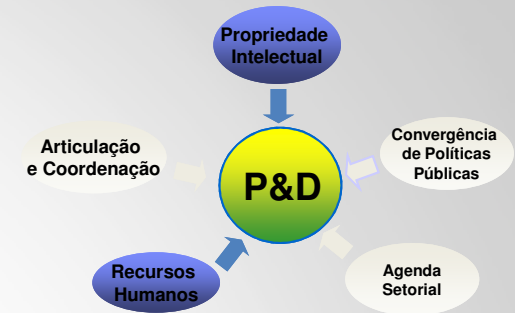 Propriedade
Intelectual
Articulação
e Coordenação
Convergência
de Políticas
Públicas
P&D
Recursos
Humanos
Agenda
Setorial